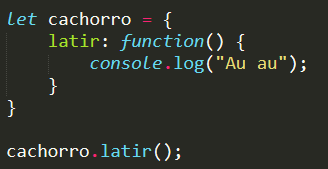 let cachorro = {
    latir: function() {
        console.log("Au au");
    }
}
cachorro.latir();